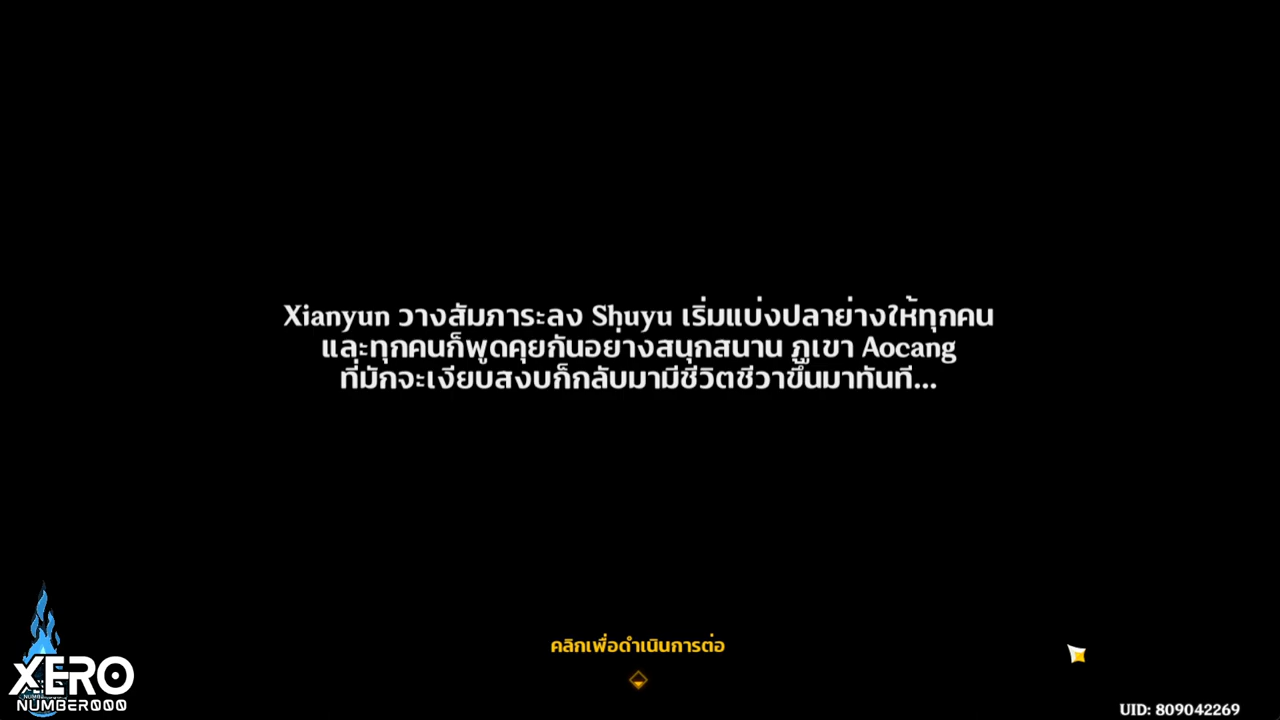 Xianyun วางสัมภาระลง Shuyu เริ่มแบ่งปลาย่างให้ทุกคน
และทุกคนก็พูดคุยกันอย่างสนุกสนาน ภูเขา Aocang
ที่มักจะเงียบสงบก็กลับมามีชีวิตชีวาขึ้นมาทันที...
คลิกเพื่อดำเนินการต่อ
XERO
NUMBER000
UID: 809042269